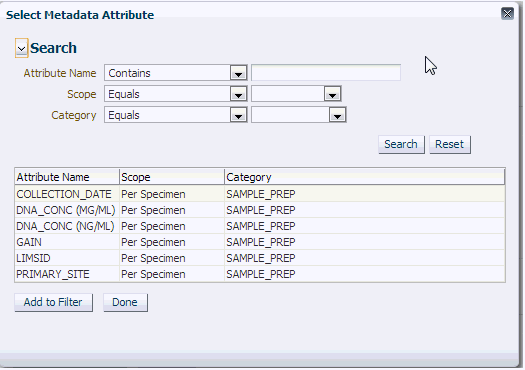 Select Metadata Attribute
Search
Attribute Name Contains
Scope Equals
Category Equals
Search Reset
Attribute Name Scope Category
COLLECTION_DATE Per Specimen SAMPLE_PREP
DNA_CONC (MG/ML) Per Specimen SAMPLE_PREP
DNA_CONC (NG/ML) Per Specimen SAMPLE_PREP
GAIN Per Specimen SAMPLE_PREP
LIMSID Per Specimen SAMPLE_PREP
PRIMARY_SITE Per Specimen SAMPLE_PREP
Add to Filter Done